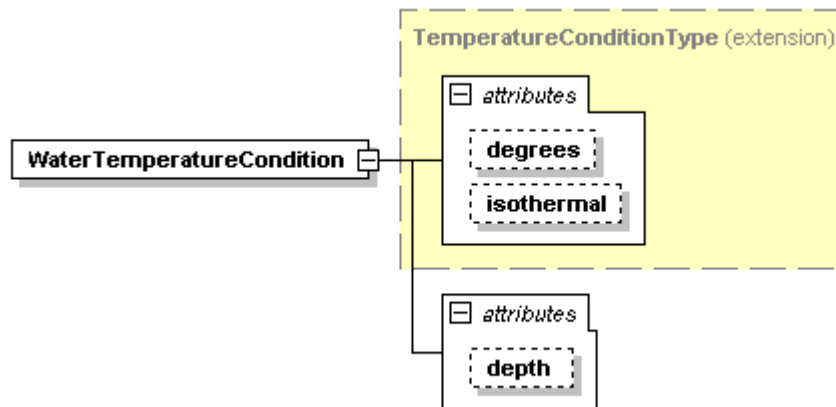 TemperatureConditionType (extension)
attributes
degrees
WaterTemperatureCondition
isothermal
attributes
depth